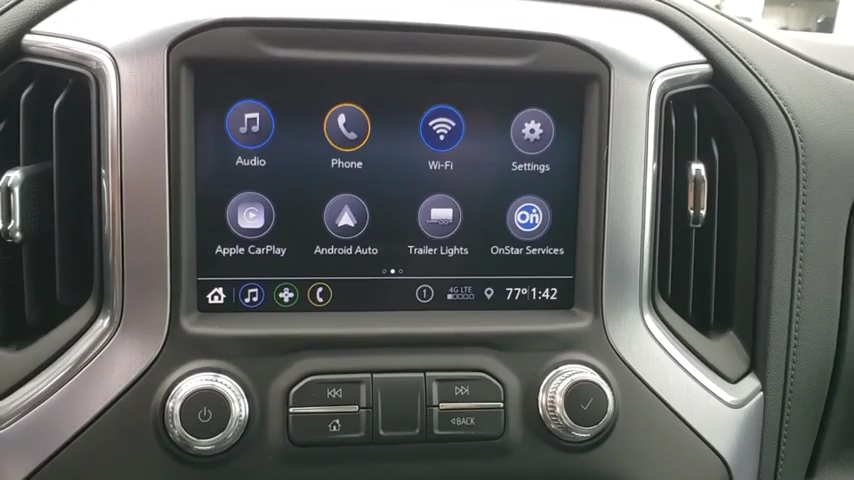 Audio Phone Wi-Fi Settings
On
Apple CarPlay Android Auto Trailer Lights OnStar Services
1 4G LTE 77° 1:42
BACK